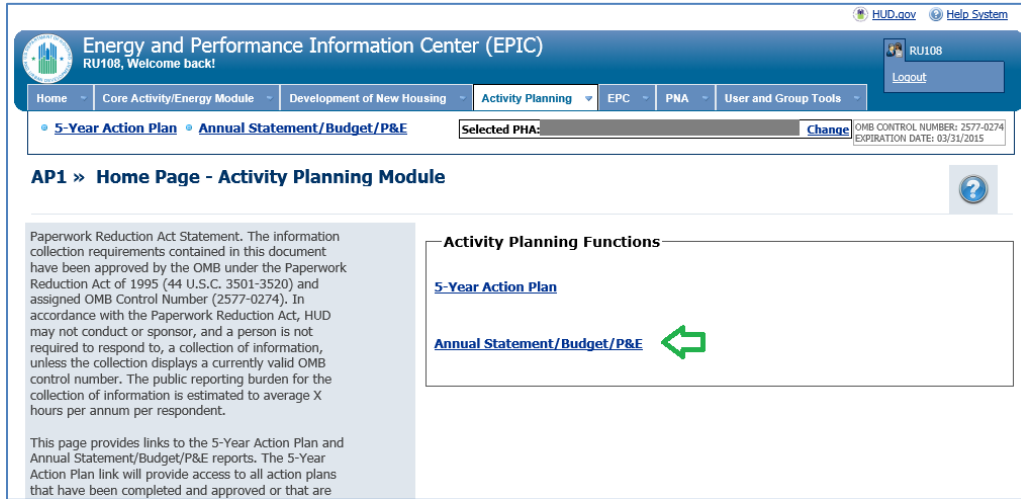 HUD.gov Help System
Energy and Performance Information Center (EPIC)
RU108, Welcome back!
RU108
Logout
Home Core Activity/Energy Module Development of New Housing Activity Planning EPC PNA User and Group Tools
5-Year Action Plan Annual Statement/Budget/P&E
Selected PHA: Change
OMB CONTROL NUMBER: 2577-0274
EXPIRATION DATE: 03/31/2015
AP1 » Home Page - Activity Planning Module
Paperwork Reduction Act Statement. The information
collection requirements contained in this document
have been approved by the OMB under the Paperwork
Reduction Act of 1995 (44 U.S.C. 3501-3520) and
assigned OMB Control Number (2577-0274). In
accordance with the Paperwork Reduction Act, HUD
may not conduct or sponsor, and a person is not
required to respond to, a collection of information,
unless the collection displays a currently valid OMB
control number. The public reporting burden for the
collection of information is estimated to average X
hours per annum per respondent.
This page provides links to the 5-Year Action Plan and
Annual Statement/Budget/P&E reports. The 5-Year
Action Plan link will provide access to all action plans
that have been completed and approved or that are
Activity Planning Functions
5-Year Action Plan
Annual Statement/Budget/P&E